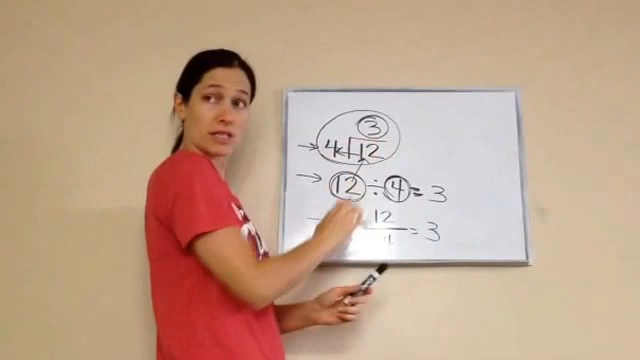 3
4 12
12 ÷ 4 = 3
12
4 = 3